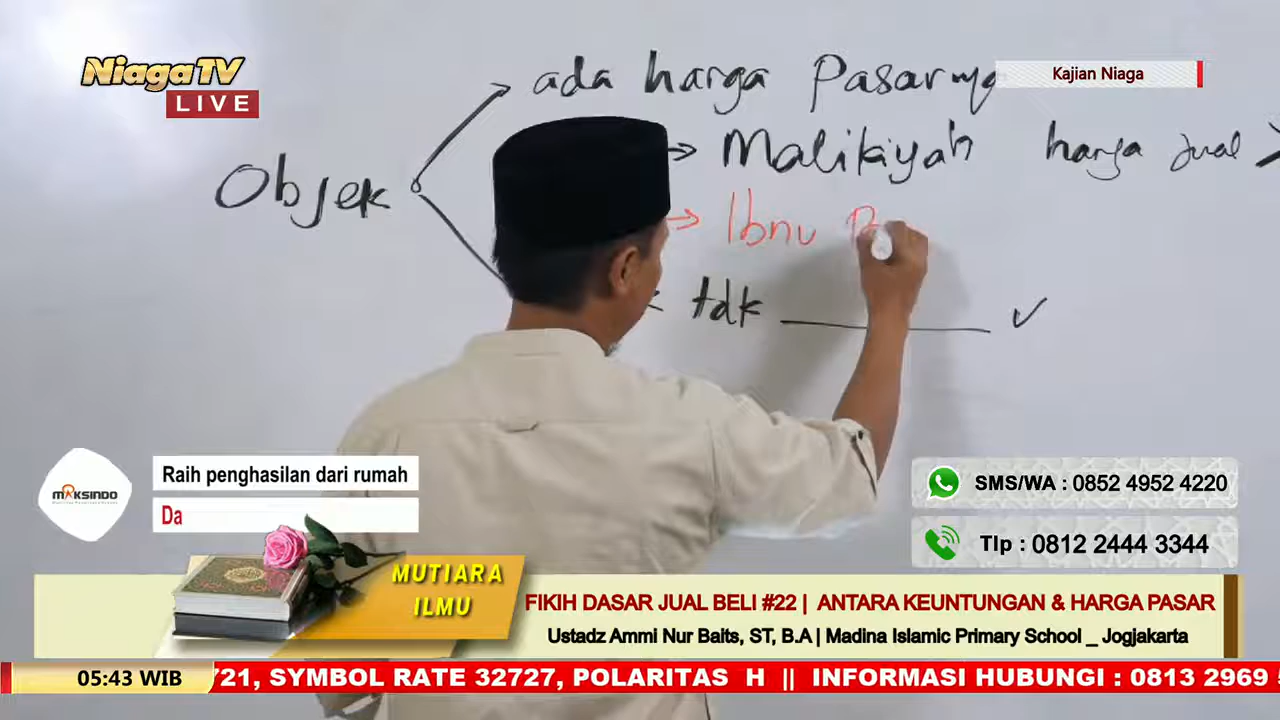 NiagaTV
LIVE
Kajian Niaga
ada harga Pasarnya
Malikiyah harga jual >
Objek
Ibnu
tdk
MAKSINDO
Raih penghasilan dari rumah
Da
SMS/WA : 0852 4952 4220
Tlp : 0812 2444 3344
MUTIARA
ILMU
FIKIH DASAR JUAL BELI #22 | ANTARA KEUNTUNGAN & HARGA PASAR
Ustadz Ammi Nur Baits, ST, B.A | Madina Islamic Primary School _ Jogjakarta
05:43 WIB
721, SYMBOL RATE 32727, POLARITAS H || INFORMASI HUBUNGI : 0813 2969